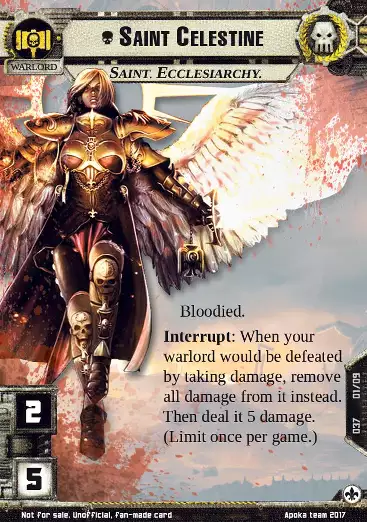 SAINT CELESTINE
WARLORD
SAINT. ECCLESIARCHY.
Bloodied.
Interrupt: When your
warlord would be defeated
by taking damage, remove
all damage from it instead.
Then deal it 5 damage.
(Limit once per game.)
2
5
037 01/09
Not for sale. Unofficial, fan-made card
Apoka team 2017